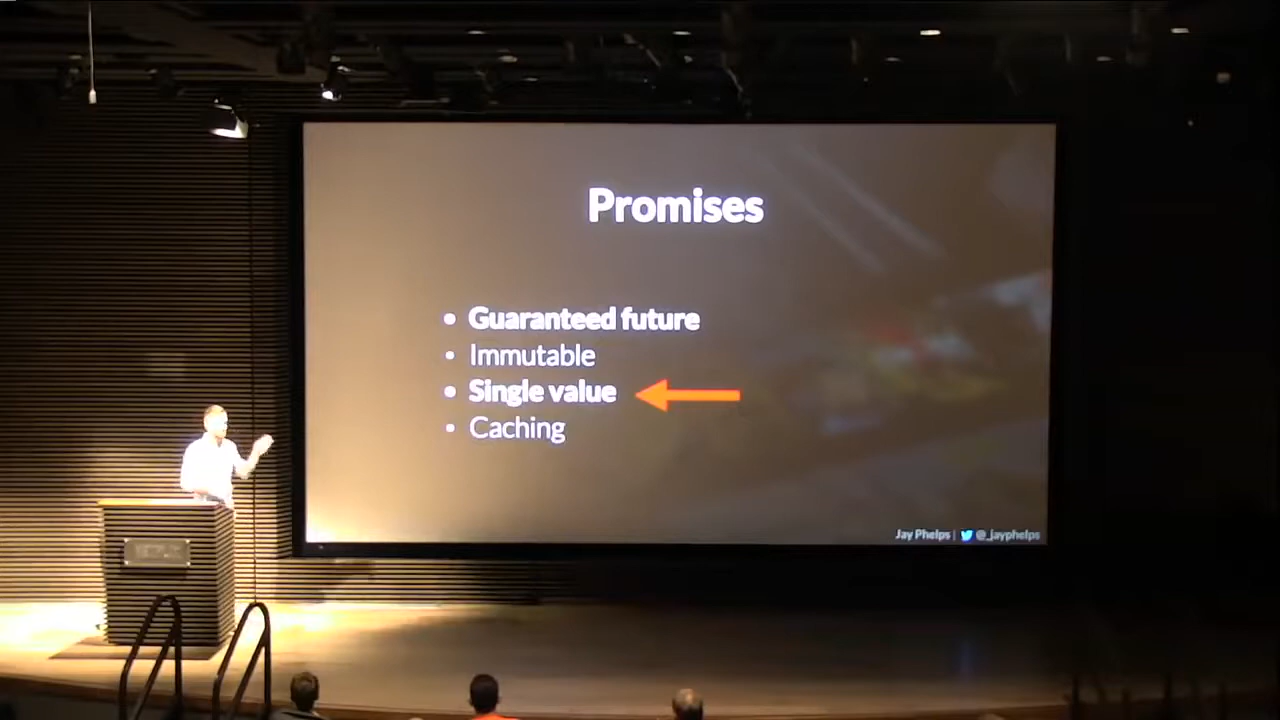 Promises
• Guaranteed future
• Immutable
• Single value
• Caching
Jay Phelps | @_jayphelps